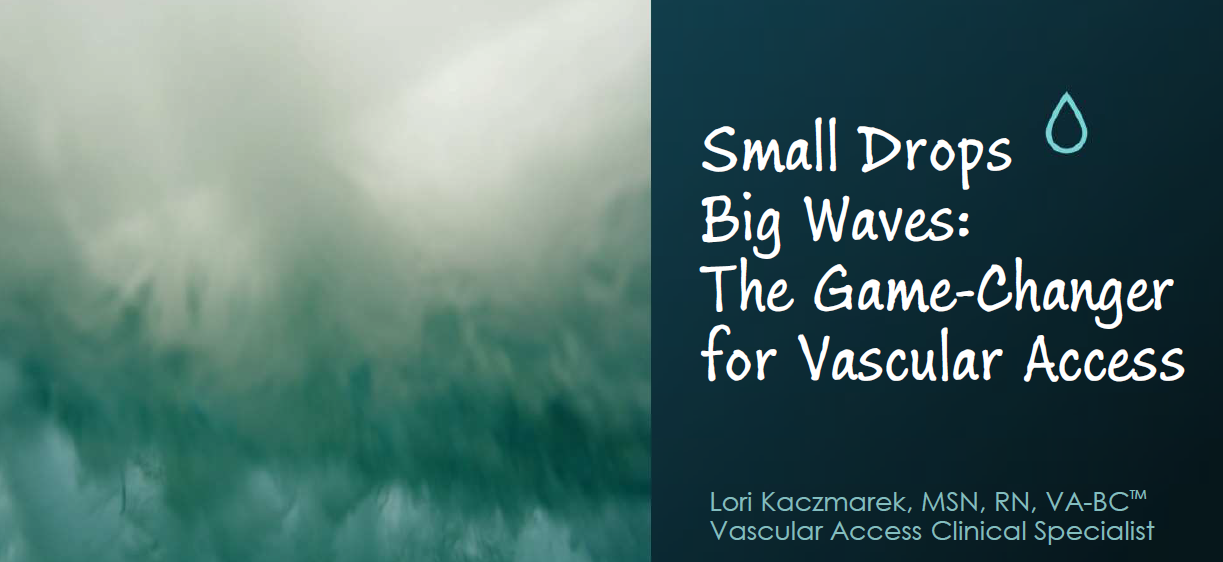 Small Drops
Big Waves:
The Game-Changer
for Vascular Access
Lori Kaczmarek, MSN, RN, VA-BC™
Vascular Access Clinical Specialist